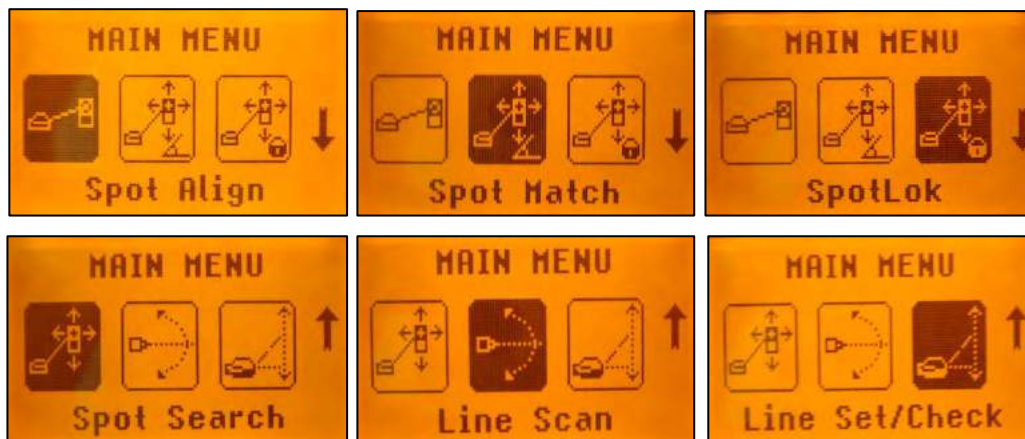 MAIN MENU
Spot Align
MAIN MENU
Spot Match
MAIN MENU
SpotLok
MAIN MENU
Spot Search
MAIN MENU
Line Scan
MAIN MENU
Line Set/Check